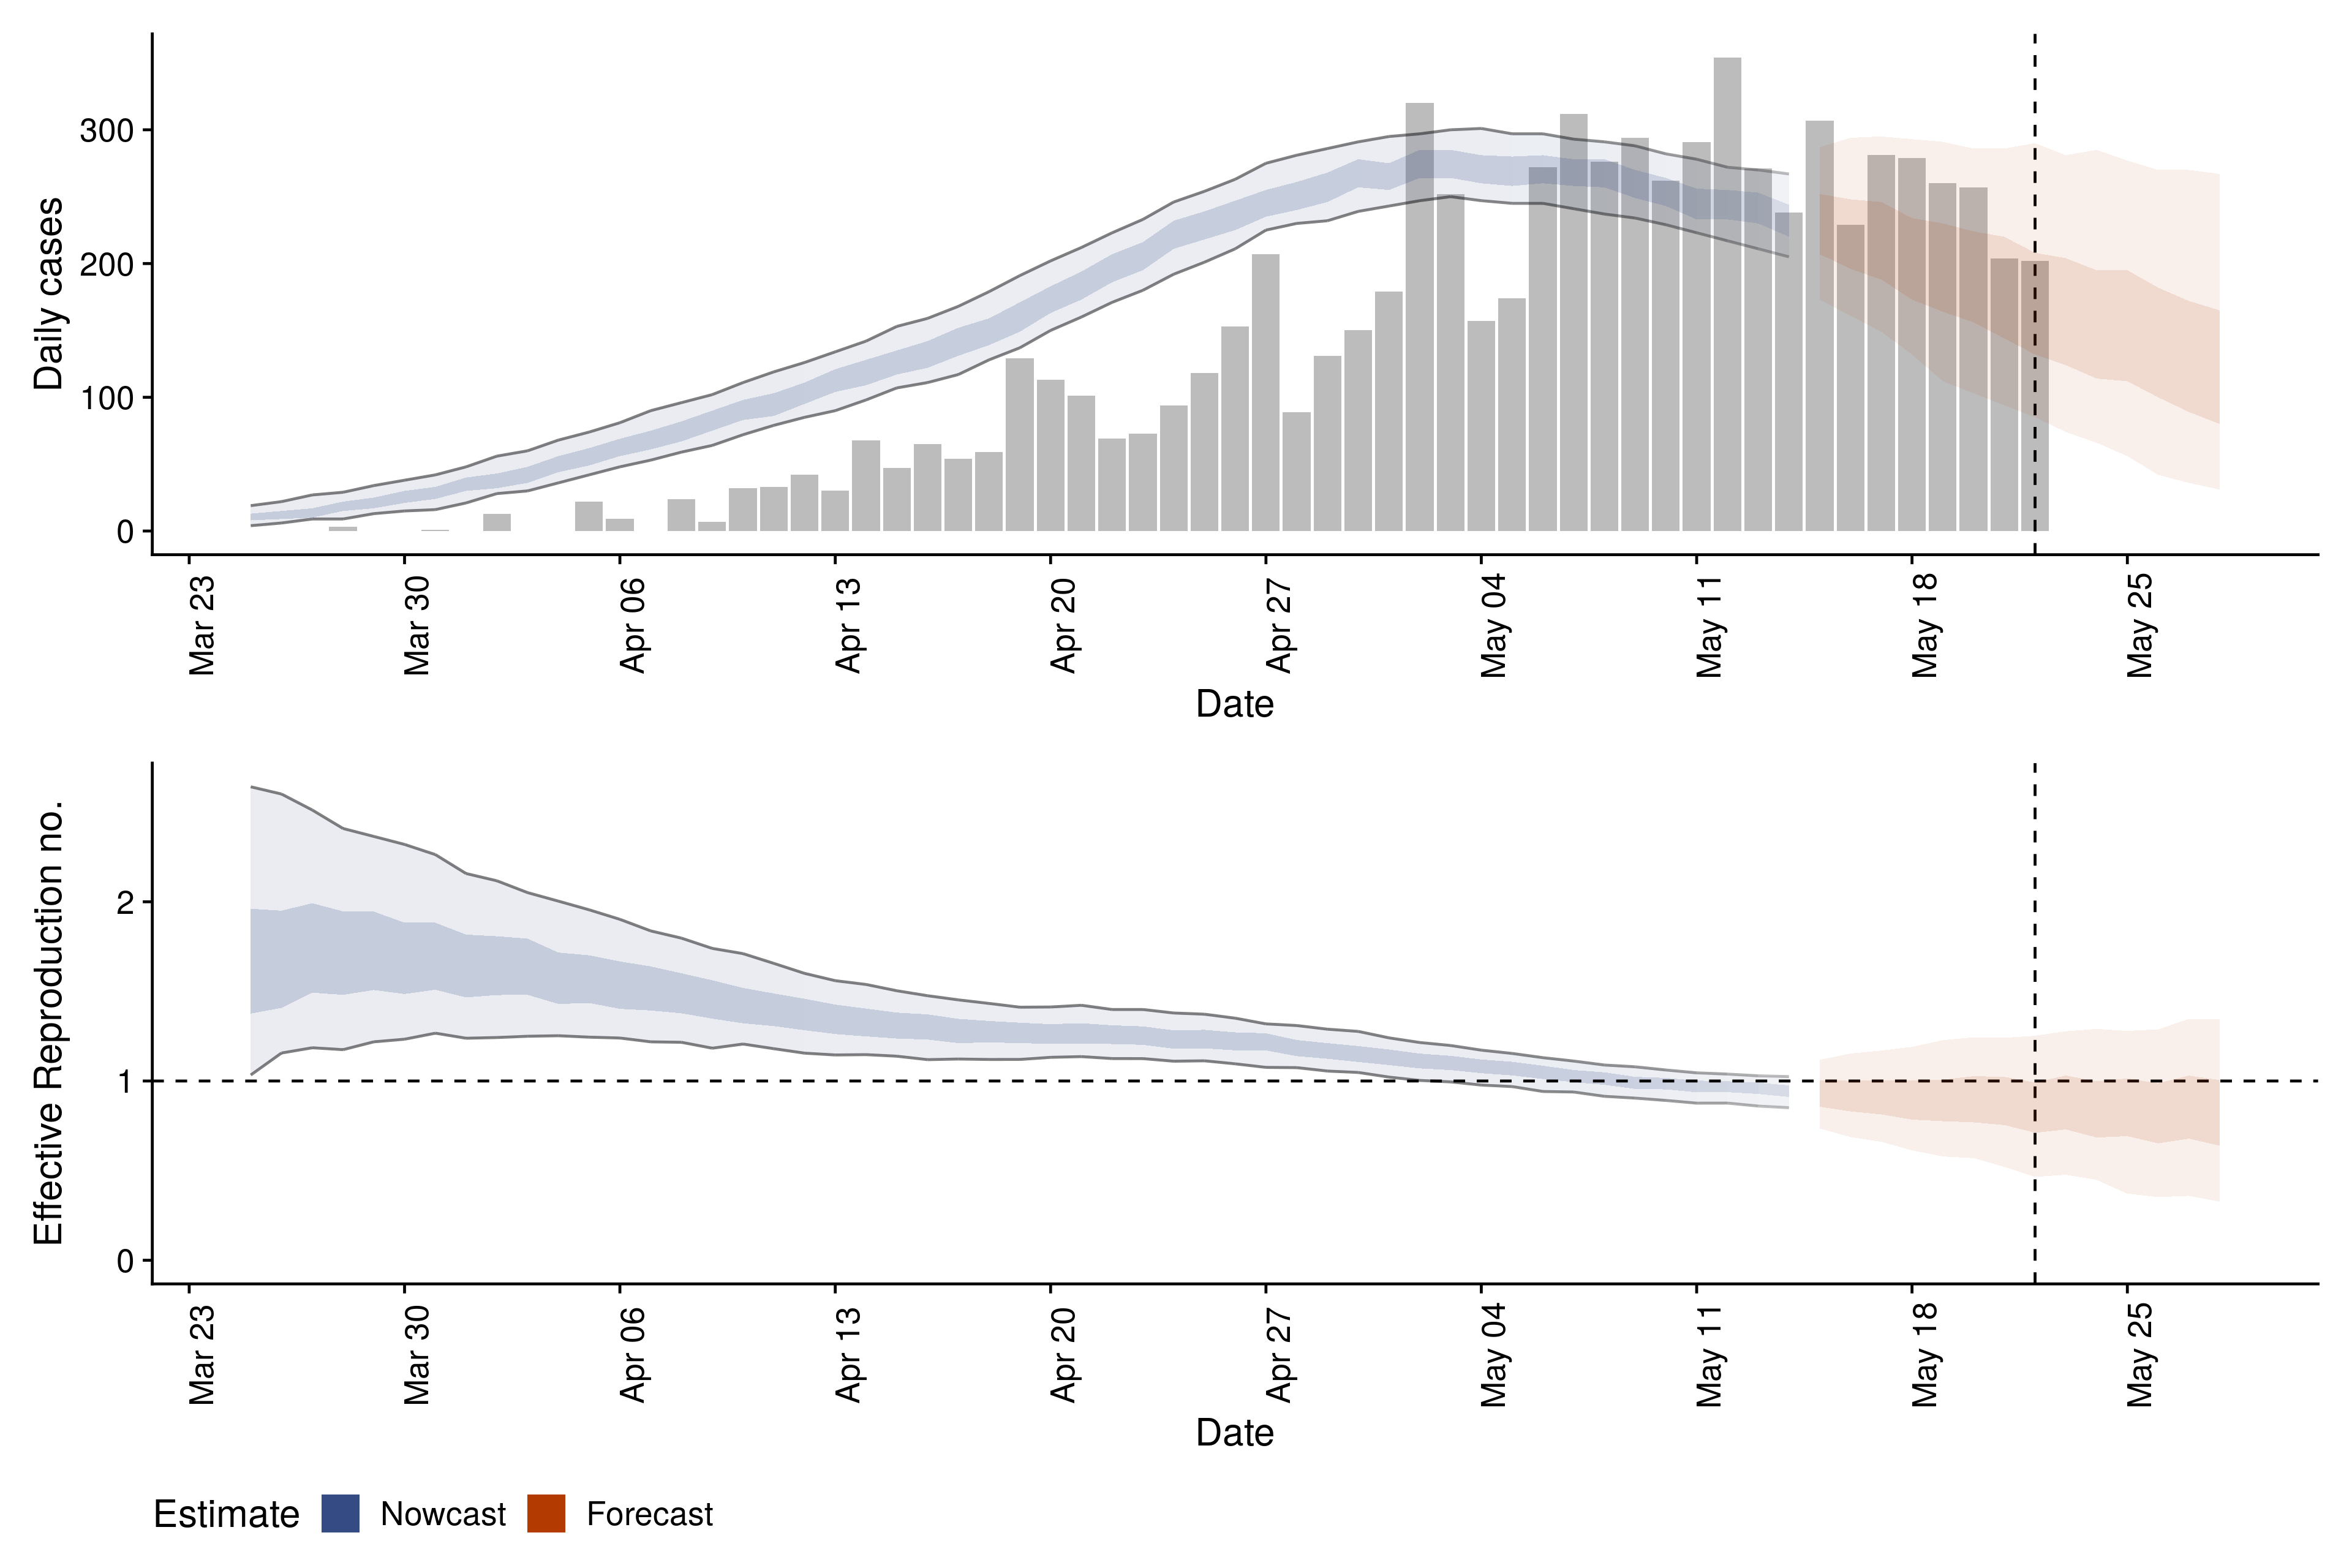 Daily cases
300
200
100
0
Mar 23
Mar 30
Apr 06
Apr 13
Apr 20
Apr 27
May 04
May 11
May 18
May 25
Date
Effective Reproduction no.
2
1
0
Mar 23
Mar 30
Apr 06
Apr 13
Apr 20
Apr 27
May 04
May 11
May 18
May 25
Date
Estimate Nowcast Forecast